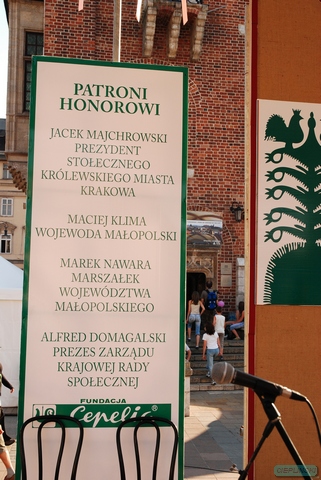 PATRONI
HONOROWI
JACEK MAJCHROWSKI
PREZYDENT
STOŁECZNEGO
KRÓLEWSKIEGO MIASTA
KRAKOWA
MACIEJ KLIMA
WOJEWODA MAŁOPOLSKI
MAREK NAWARA
MARSZAŁEK
WOJEWÓDZTWA
MAŁOPOLSKIEGO
ALFRED DOMAGALSKI
PREZES ZARZĄDU
KRAJOWEJ RADY
SPOŁECZNEJ
FUNDACJA
Cepelia®